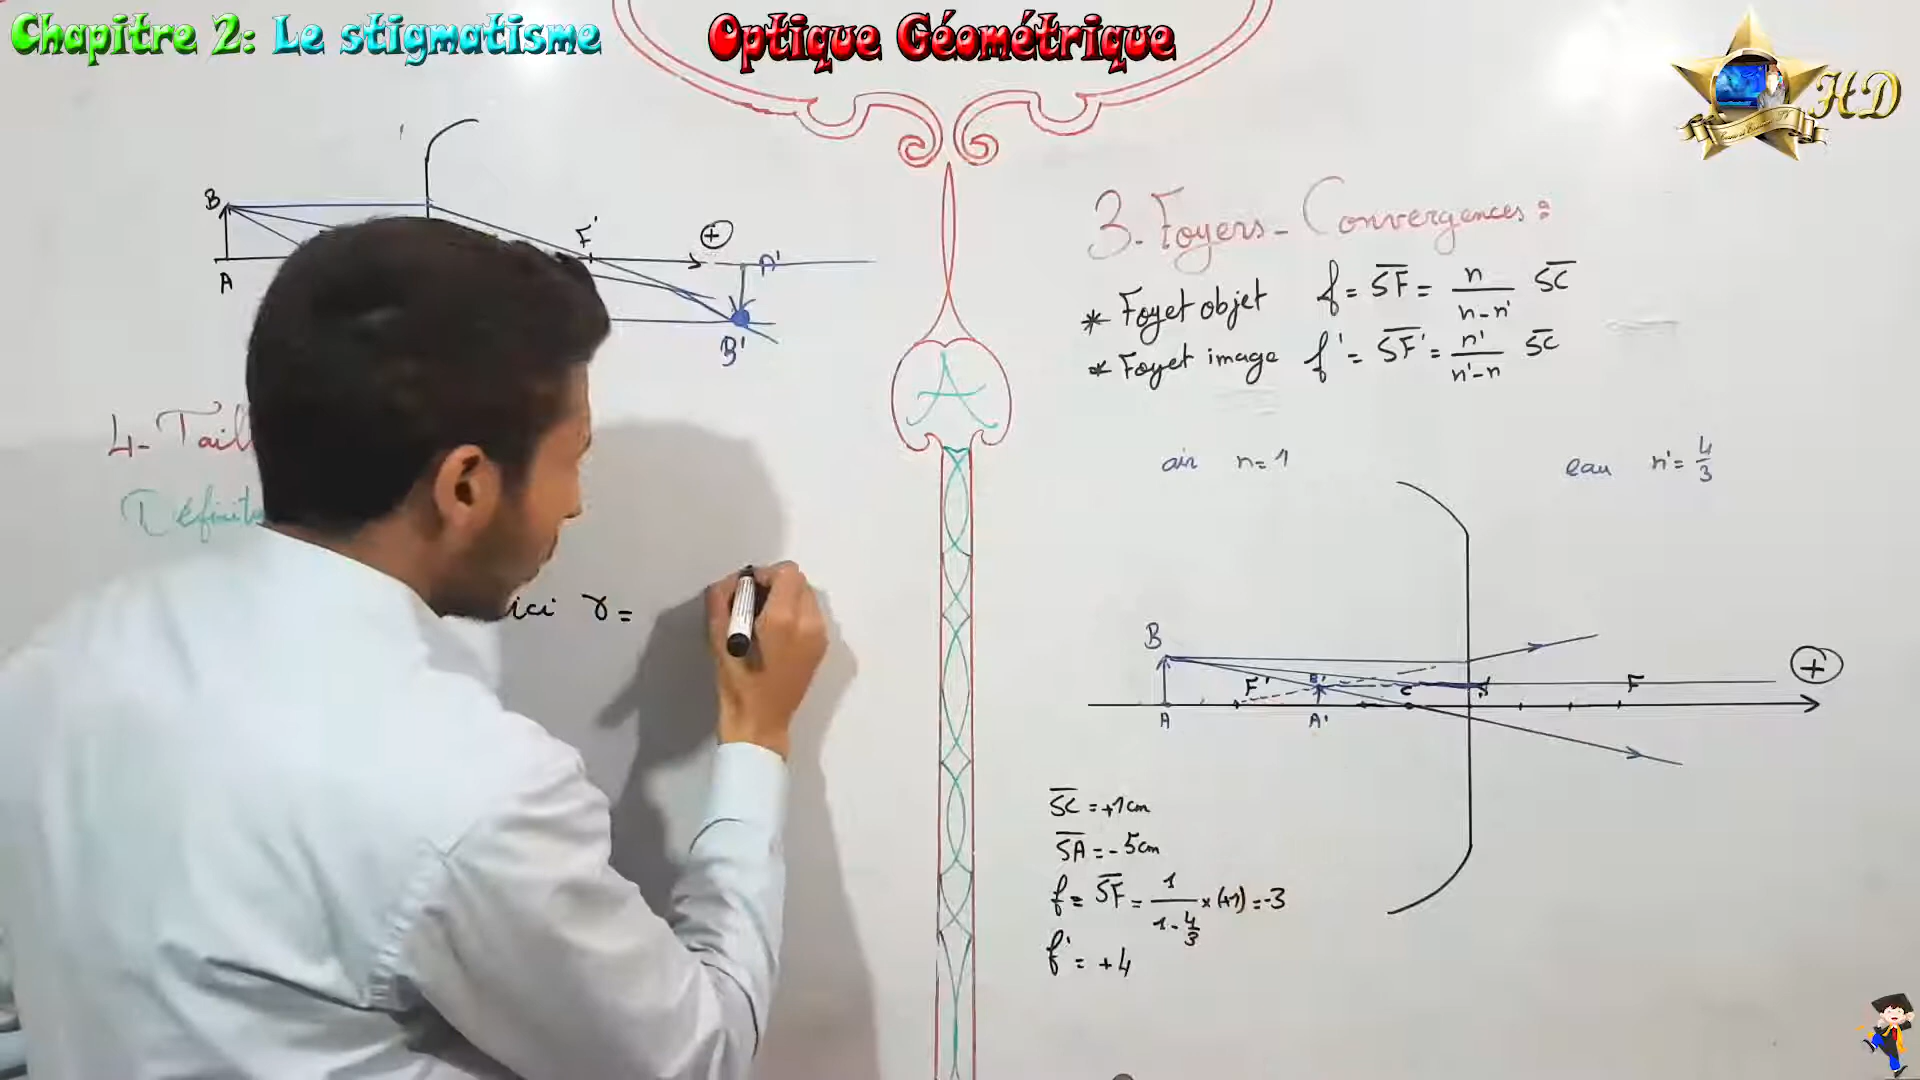 Chapitre 2: Le stigmatisme
Optique Géométrique
HD
B
A
F'
+
A'
B'
4- Taill
Définit
ici γ =
A
3. Foyers - Convergences :
* Foyet objet f = SF = n/(n-n') SC
* Foyet image f' = SF' = n'/(n'-n) SC
air n = 1
eau n' = 4/3
B
F'
B'
C
S
F
+
A
A'
SC = +1cm
SA = -5cm
f = SF = 1/(1-4/3) × (+1) = -3
f' = +4